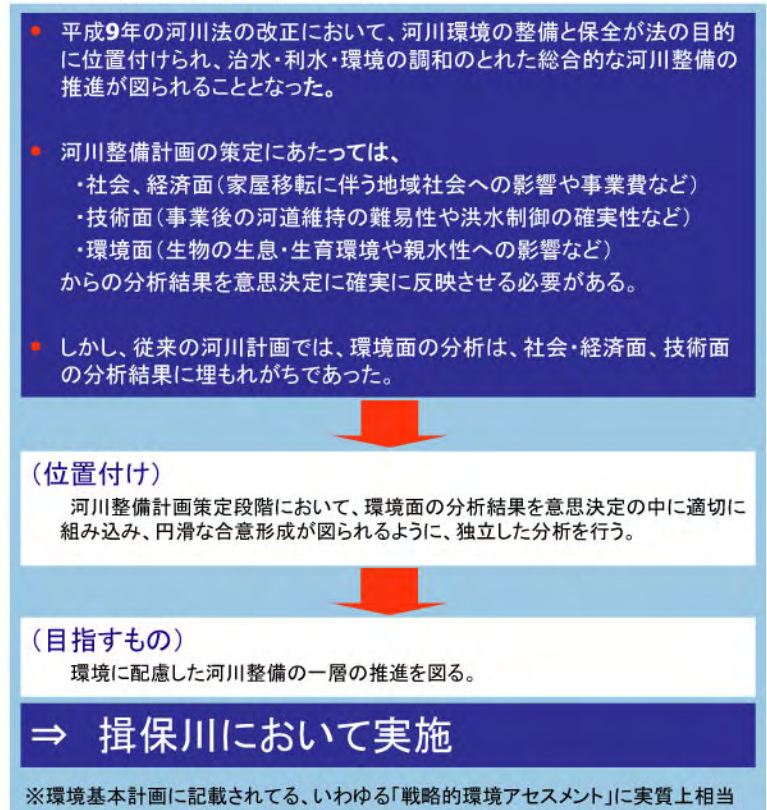 • 平成9年の河川法の改正において、河川環境の整備と保全が法の目的
に位置付けられ、治水・利水・環境の調和のとれた総合的な河川整備の
推進が図られることとなった。
• 河川整備計画の策定にあたっては、
・社会、経済面（家屋移転に伴う地域社会への影響や事業費など）
・技術面（事業後の河道維持の難易性や洪水制御の確実性など）
・環境面（生物の生息・生育環境や親水性への影響など）
からの分析結果を意思決定に確実に反映させる必要がある。
• しかし、従来の河川計画では、環境面の分析は、社会・経済面、技術面
の分析結果に埋もれがちであった。
（位置付け）
河川整備計画策定段階において、環境面の分析結果を意思決定の中に適切に
組み込み、円滑な合意形成が図られるように、独立した分析を行う。
（目指すもの）
環境に配慮した河川整備の一層の推進を図る。
⇒ 揖保川において実施
※環境基本計画に記載されてる、いわゆる「戦略的環境アセスメント」に実質上相当